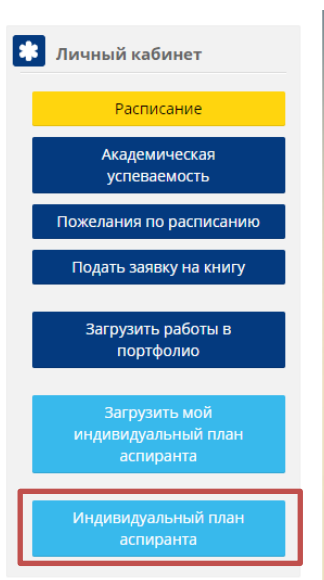 Личный кабинет
Расписание
Академическая
успеваемость
Пожелания по расписанию
Подать заявку на книгу
Загрузить работы в
портфолио
Загрузить мой
индивидуальный план
аспиранта
Индивидуальный план
аспиранта